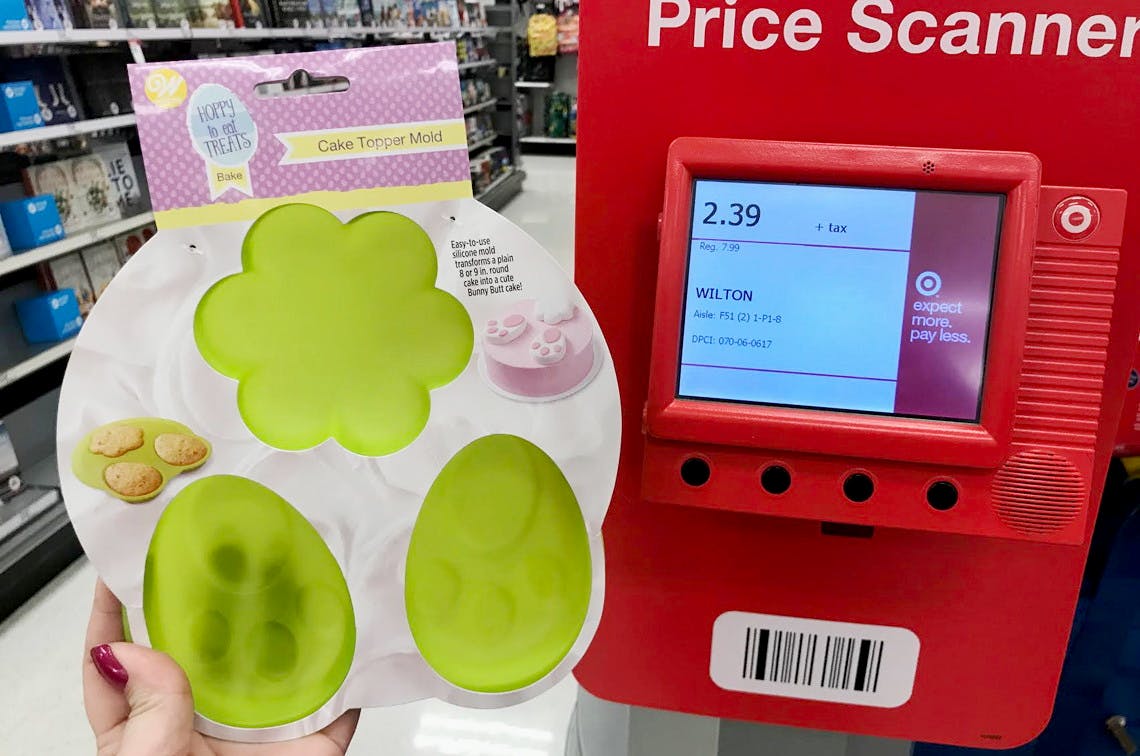 W
HOPPY
to eat
TREATS
Bake
Cake Topper Mold
Easy-to-use
silicone mold
transforms a plain
8 or 9 in. round
cake into a cute
Bunny Butt cake!
Price Scanner
2.39 + tax
Reg. 7.99
WILTON
Aisle: F51 (2) 1-P1-8
DPCI: 070-06-0617
expect
more.
pay less.